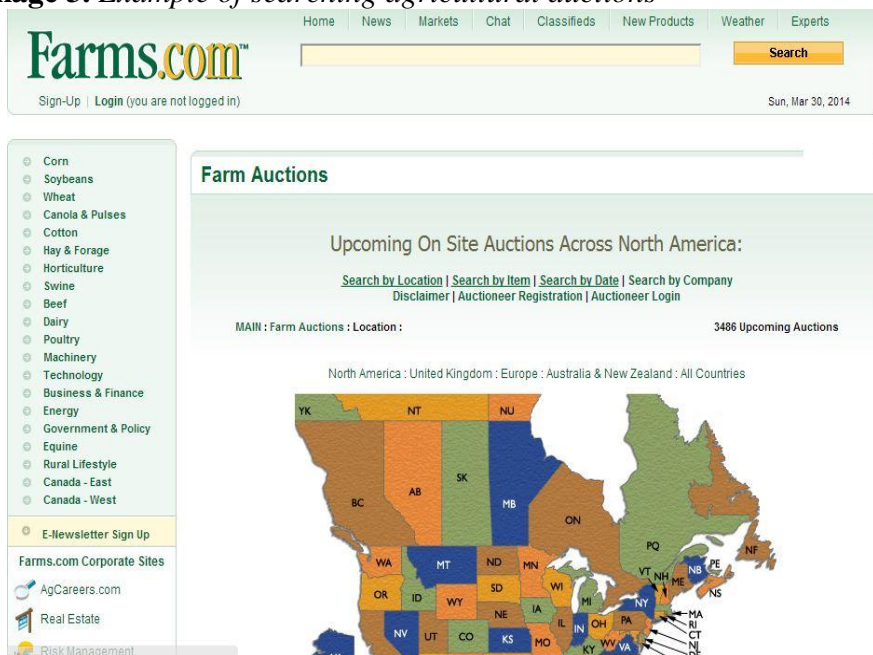 Image 3. Example of searching agricultural auctions
Home News Markets Chat Classifieds New Products Weather Experts
Farms.com™
Search
Sign-Up | Login (you are not logged in)
Sun, Mar 30, 2014
Corn
Soybeans
Wheat
Canola & Pulses
Cotton
Hay & Forage
Horticulture
Swine
Beef
Dairy
Poultry
Machinery
Technology
Business & Finance
Energy
Government & Policy
Equine
Rural Lifestyle
Canada - East
Canada - West
E-Newsletter Sign Up
Farms.com Corporate Sites
AgCareers.com
Real Estate
Risk Management
Farm Auctions
Upcoming On Site Auctions Across North America:
Search by Location | Search by Item | Search by Date | Search by Company
Disclaimer | Auctioneer Registration | Auctioneer Login
MAIN : Farm Auctions : Location :
3486 Upcoming Auctions
North America : United Kingdom : Europe : Australia & New Zealand : All Countries
YK NT NU
BC AB SK MB ON PQ NF
WA MT ND MN VT NH ME NB PE NS
OR ID WY SD WI MI NY MA
NE IA IL IN OH PA RI
NV UT CO KS MO KY WV VA CT
NJ